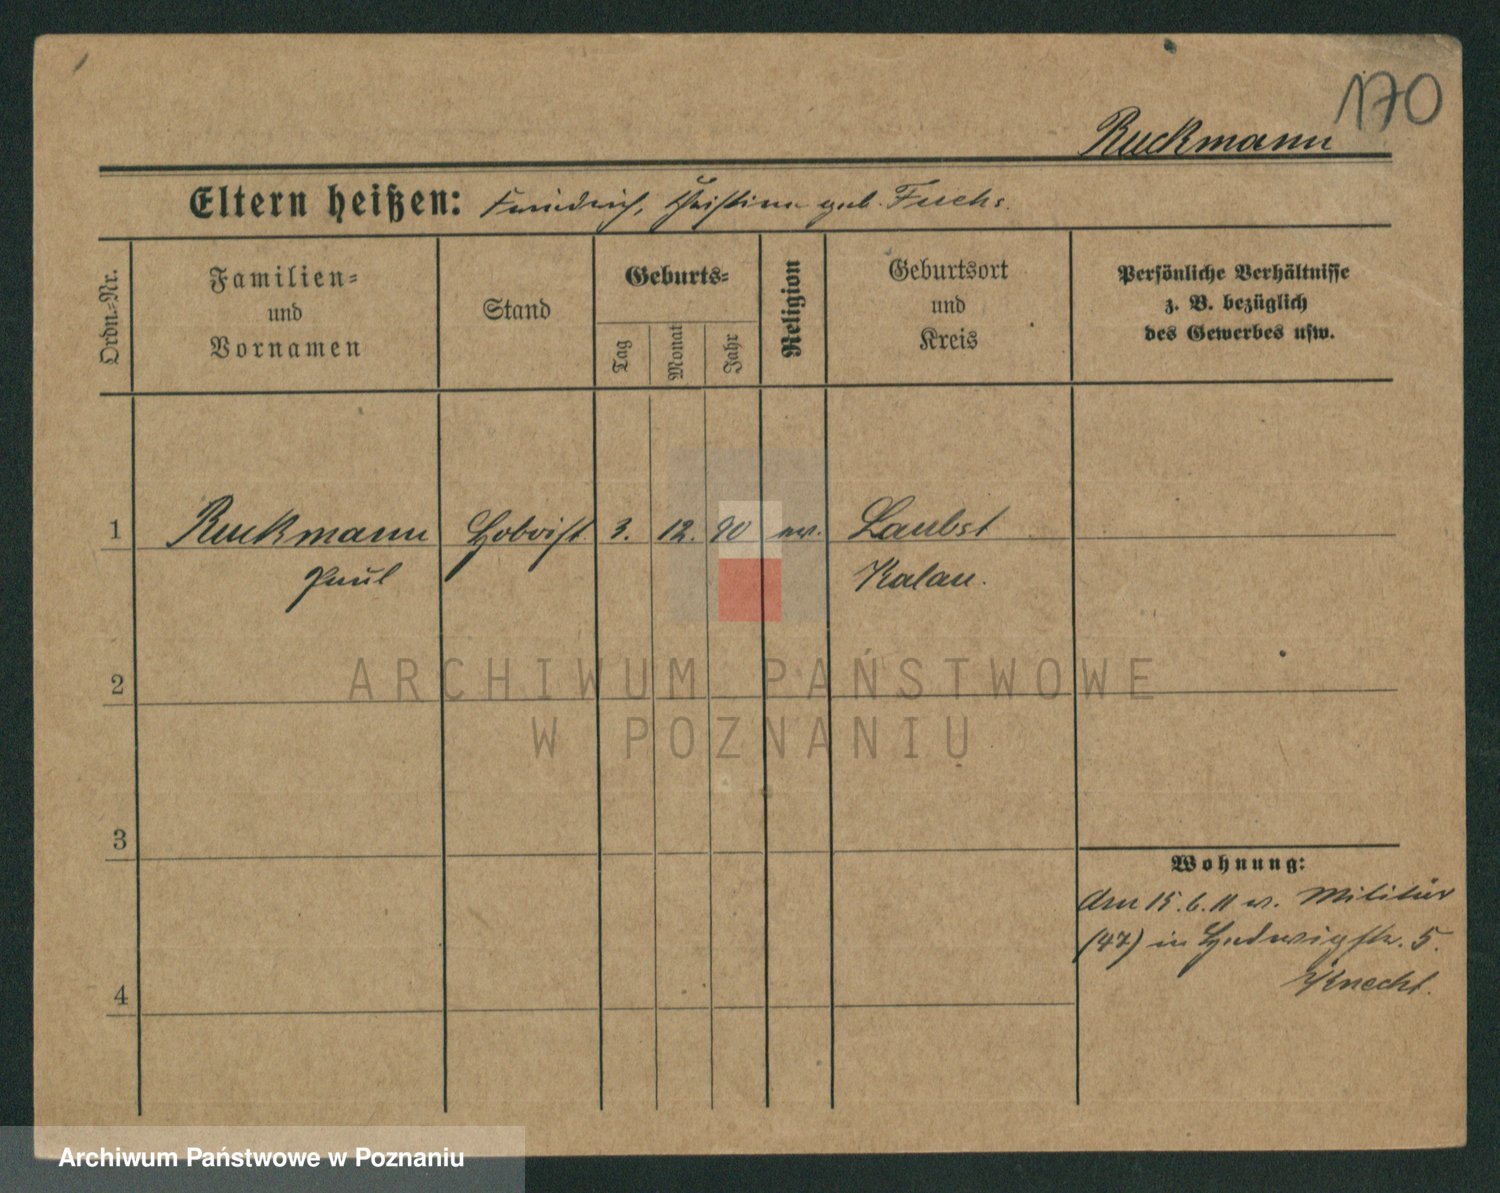 170
Ruckmann
Eltern heißen: Friedrich, Christine geb. Fuchs.
Ordn.-Nr.
Familien-
und
Vornamen
Stand
Geburts-
Tag
Monat
Jahr
Religion
Geburtsort
und
Kreis
Persönliche Verhältnisse
z. B. bezüglich
des Gewerbes usw.
1 Ruckmann Hoboist 3. 12. 90 ev. Laubst
Paul Kalau.
2
3
4
Wohnung:
Am 15.6.11 v. Militär
(47) in Hedwigstr. 5.
b/Knecht.
ARCHIWUM PAŃSTWOWE
W POZNANIU
Archiwum Państwowe w Poznaniu